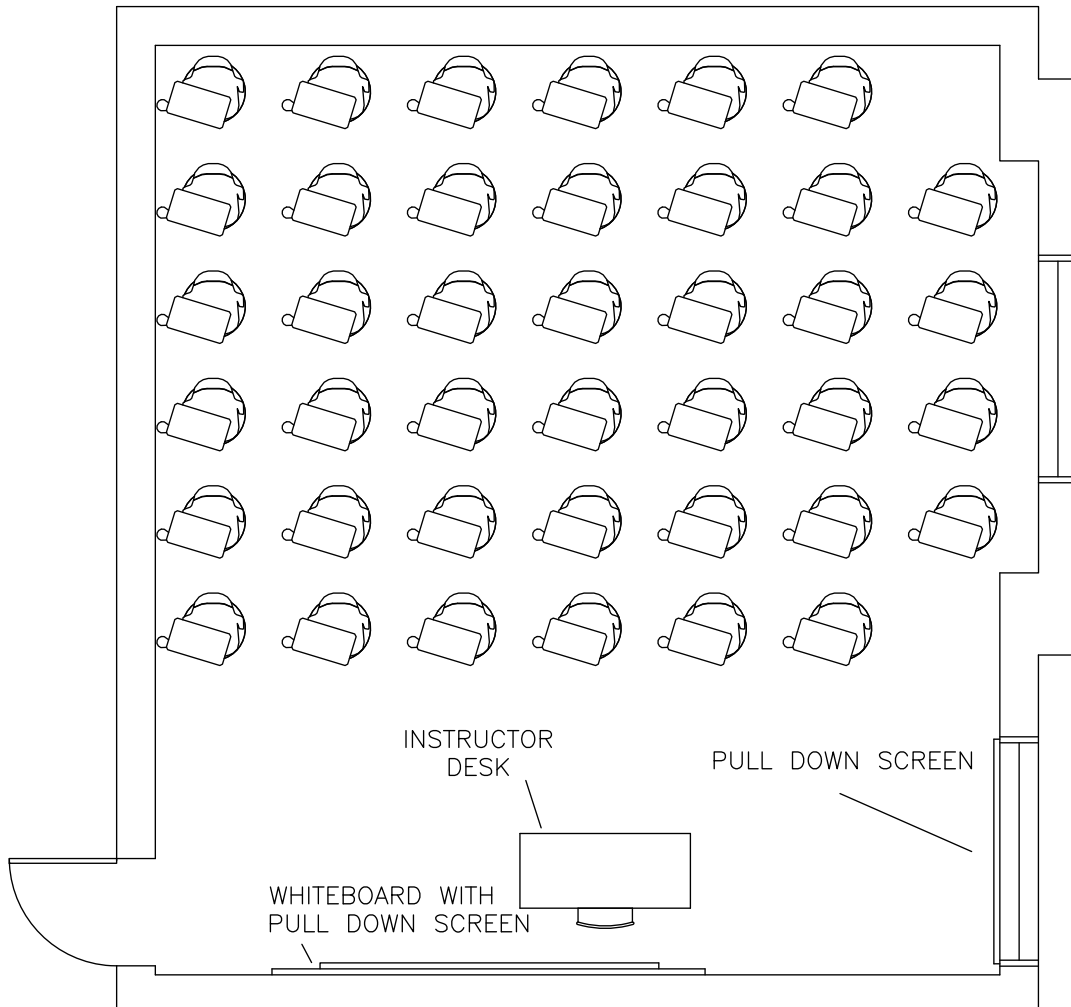 INSTRUCTOR
DESK
PULL DOWN SCREEN
WHITEBOARD WITH
PULL DOWN SCREEN